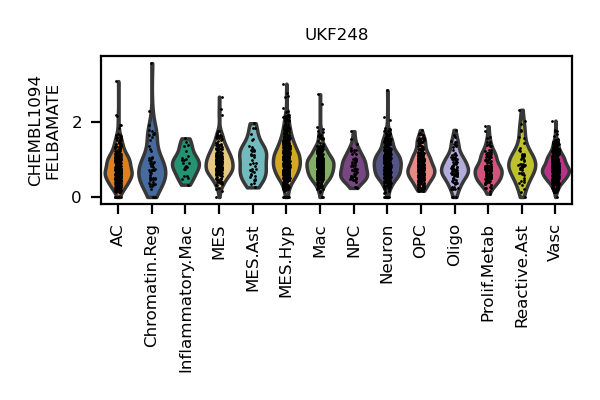 UKF248
CHEMBL1094
FELBAMATE
2
0
AC
Chromatin.Reg
Inflammatory.Mac
MES
MES.Ast
MES.Hyp
Mac
NPC
Neuron
OPC
Oligo
Prolif.Metab
Reactive.Ast
Vasc